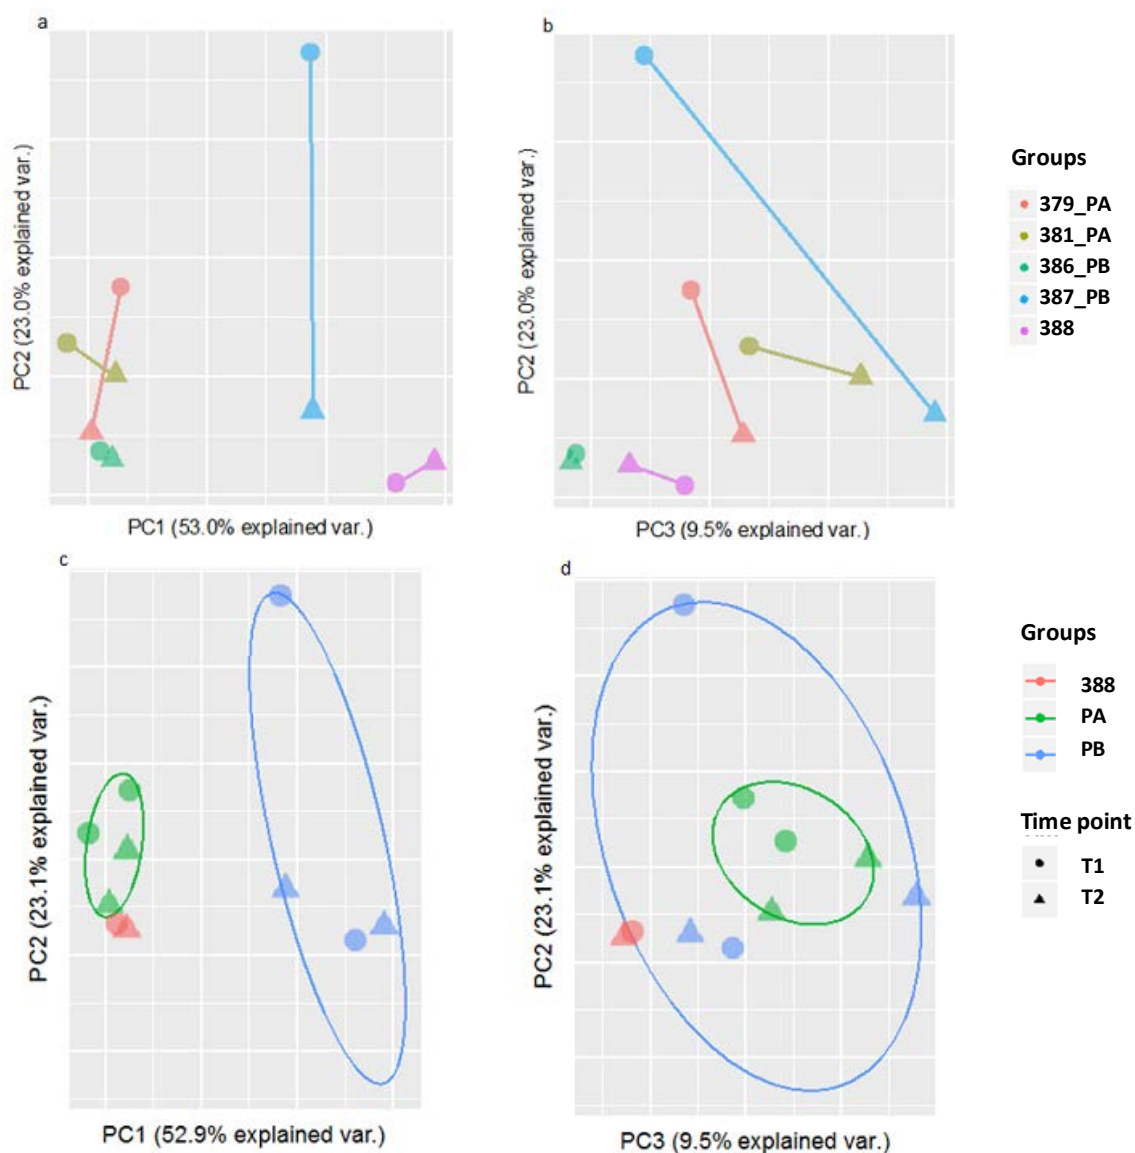 a
PC2 (23.0% explained var.)
PC1 (53.0% explained var.)
b
PC2 (23.0% explained var.)
PC3 (9.5% explained var.)
Groups
379_PA
381_PA
386_PB
387_PB
388
c
PC2 (23.1% explained var.)
PC1 (52.9% explained var.)
d
PC2 (23.1% explained var.)
PC3 (9.5% explained var.)
Groups
388
PA
PB
Time point
T1
T2